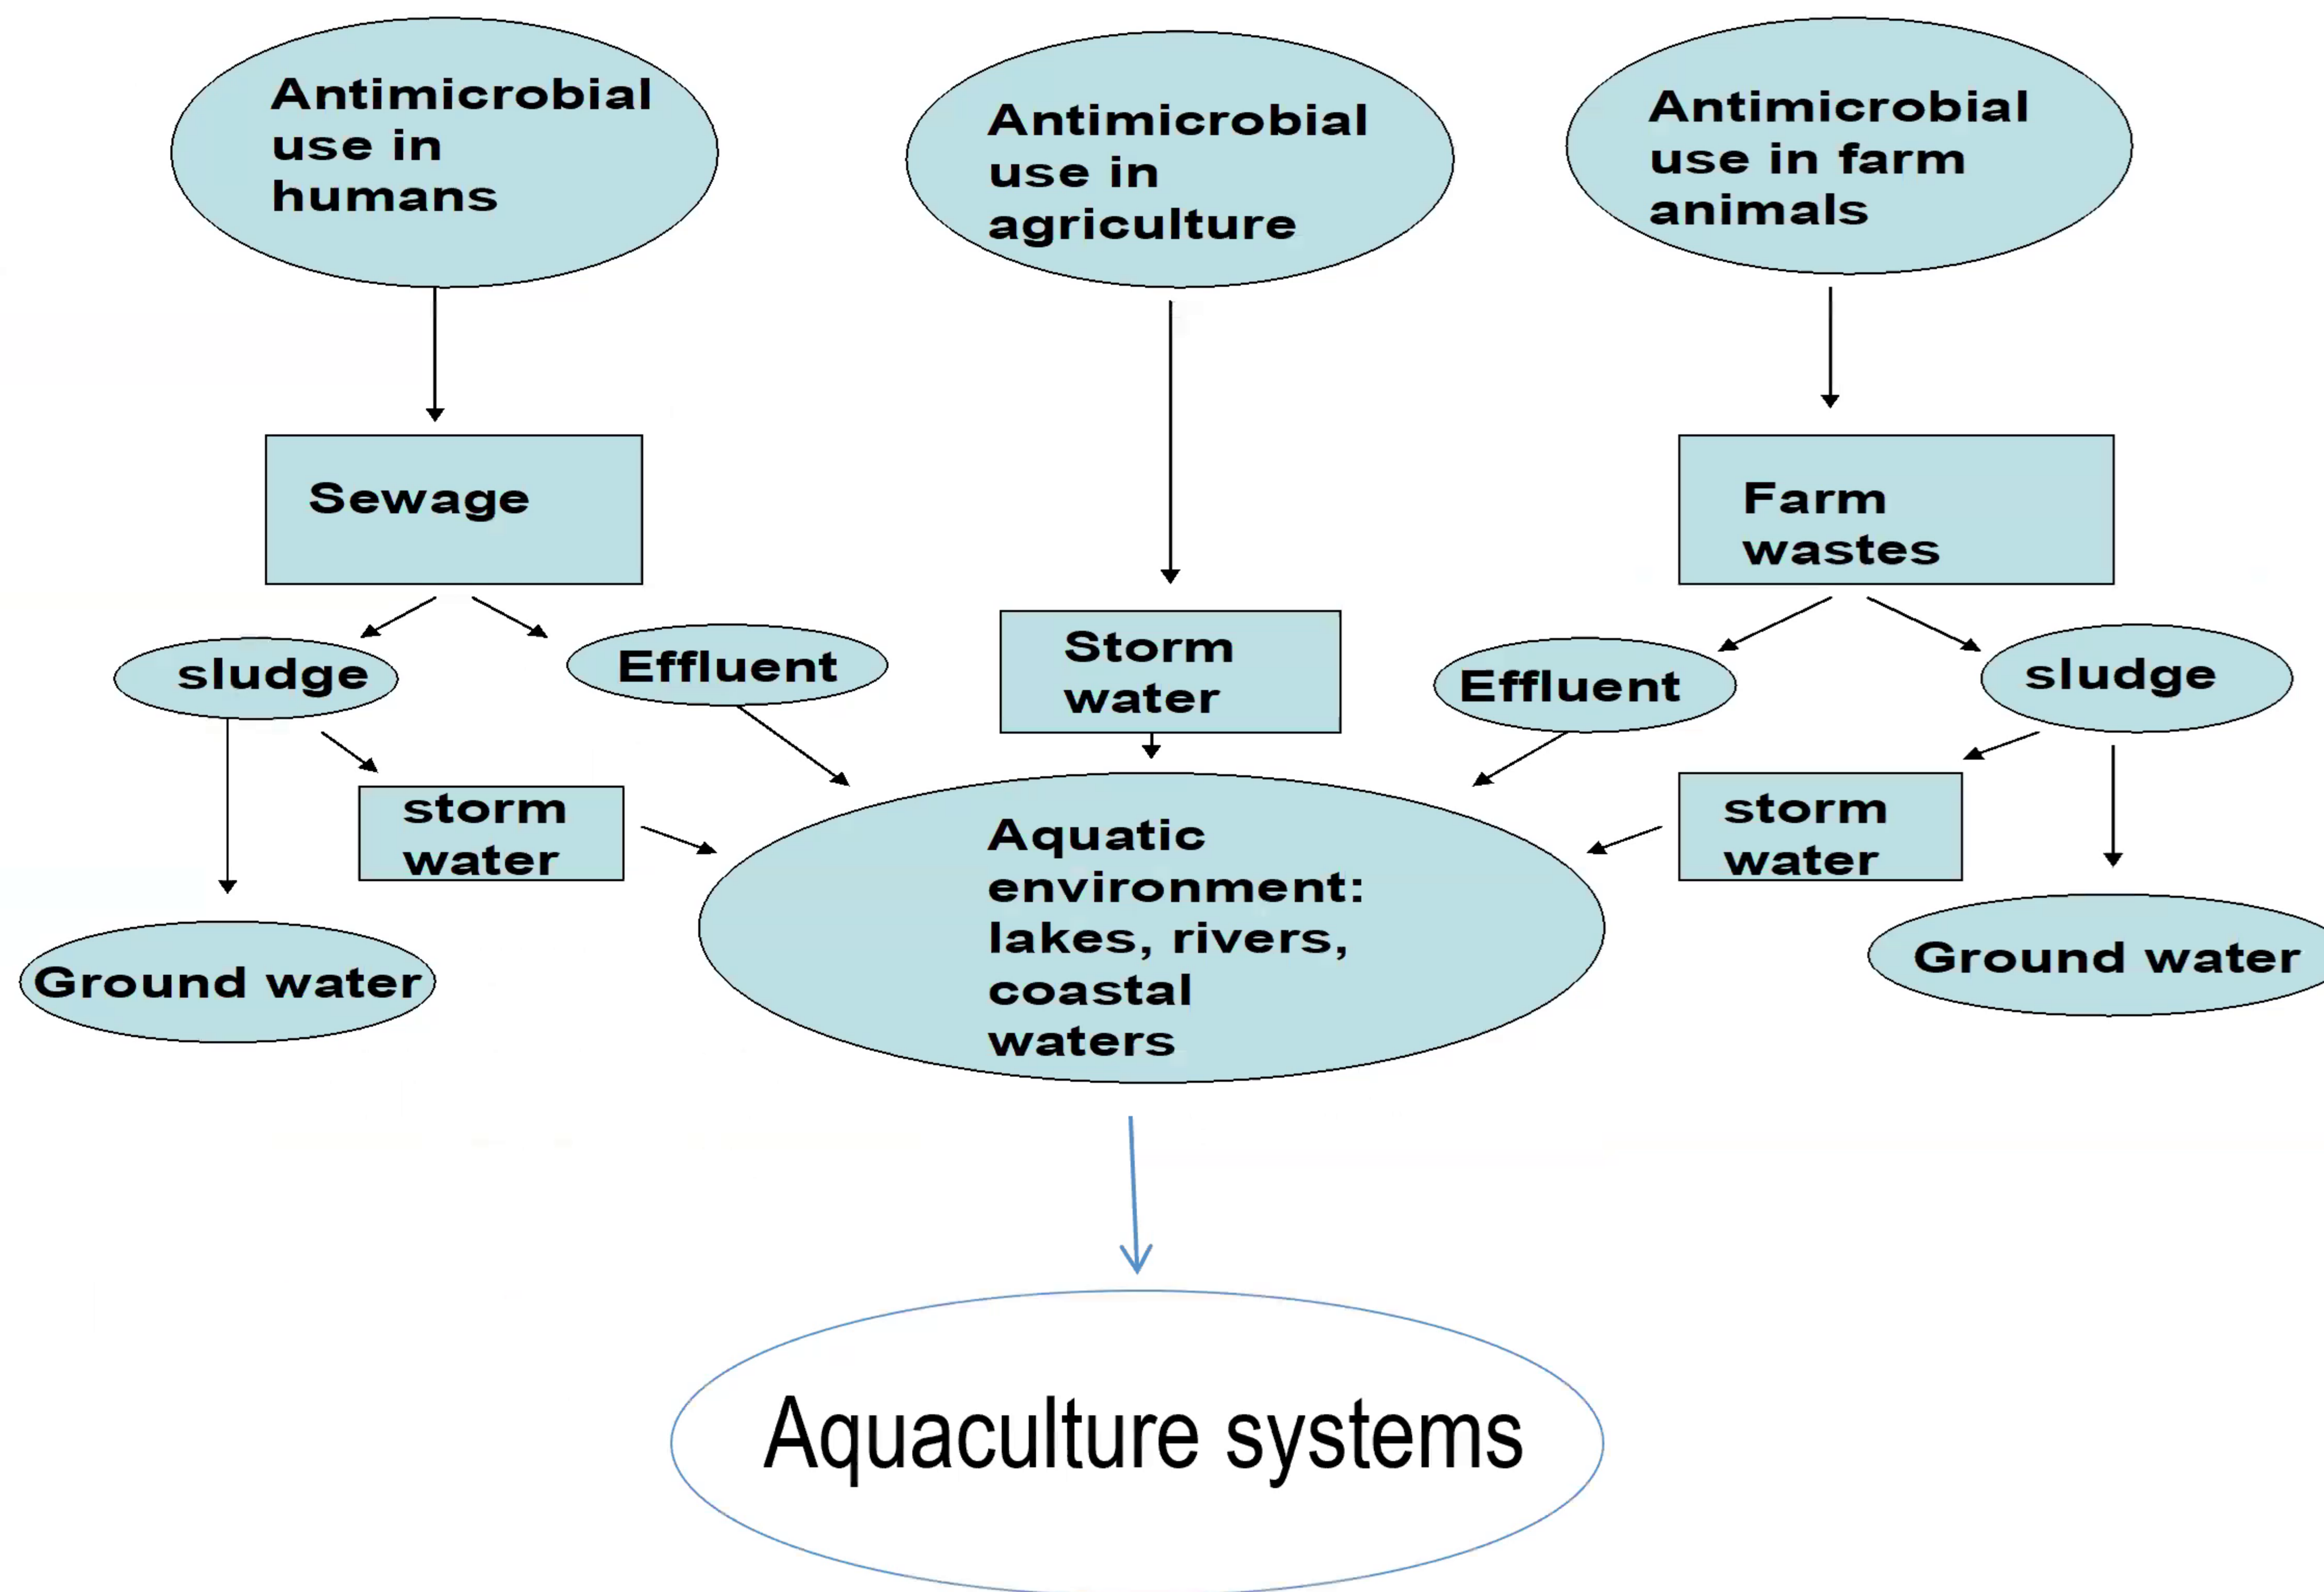 Antimicrobial
use in
humans
Antimicrobial
use in
agriculture
Antimicrobial
use in farm
animals
Sewage
Farm
wastes
sludge
Effluent
Storm
water
Effluent
sludge
storm
water
Aquatic
environment:
lakes, rivers,
coastal
waters
storm
water
Ground water
Ground water
Aquaculture systems